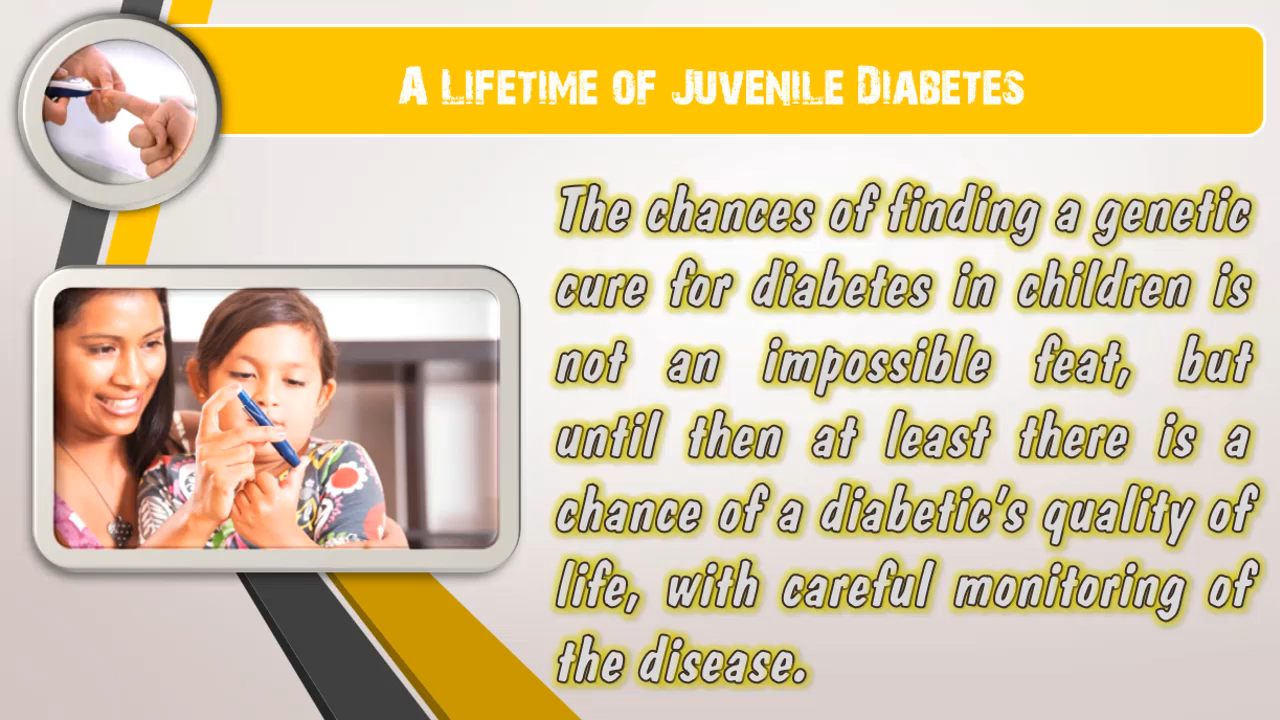 A Lifetime of Juvenile Diabetes
The chances of finding a genetic
cure for diabetes in children is
not an impossible feat, but
until then at least there is a
chance of a diabetic's quality of
life, with careful monitoring of
the disease.